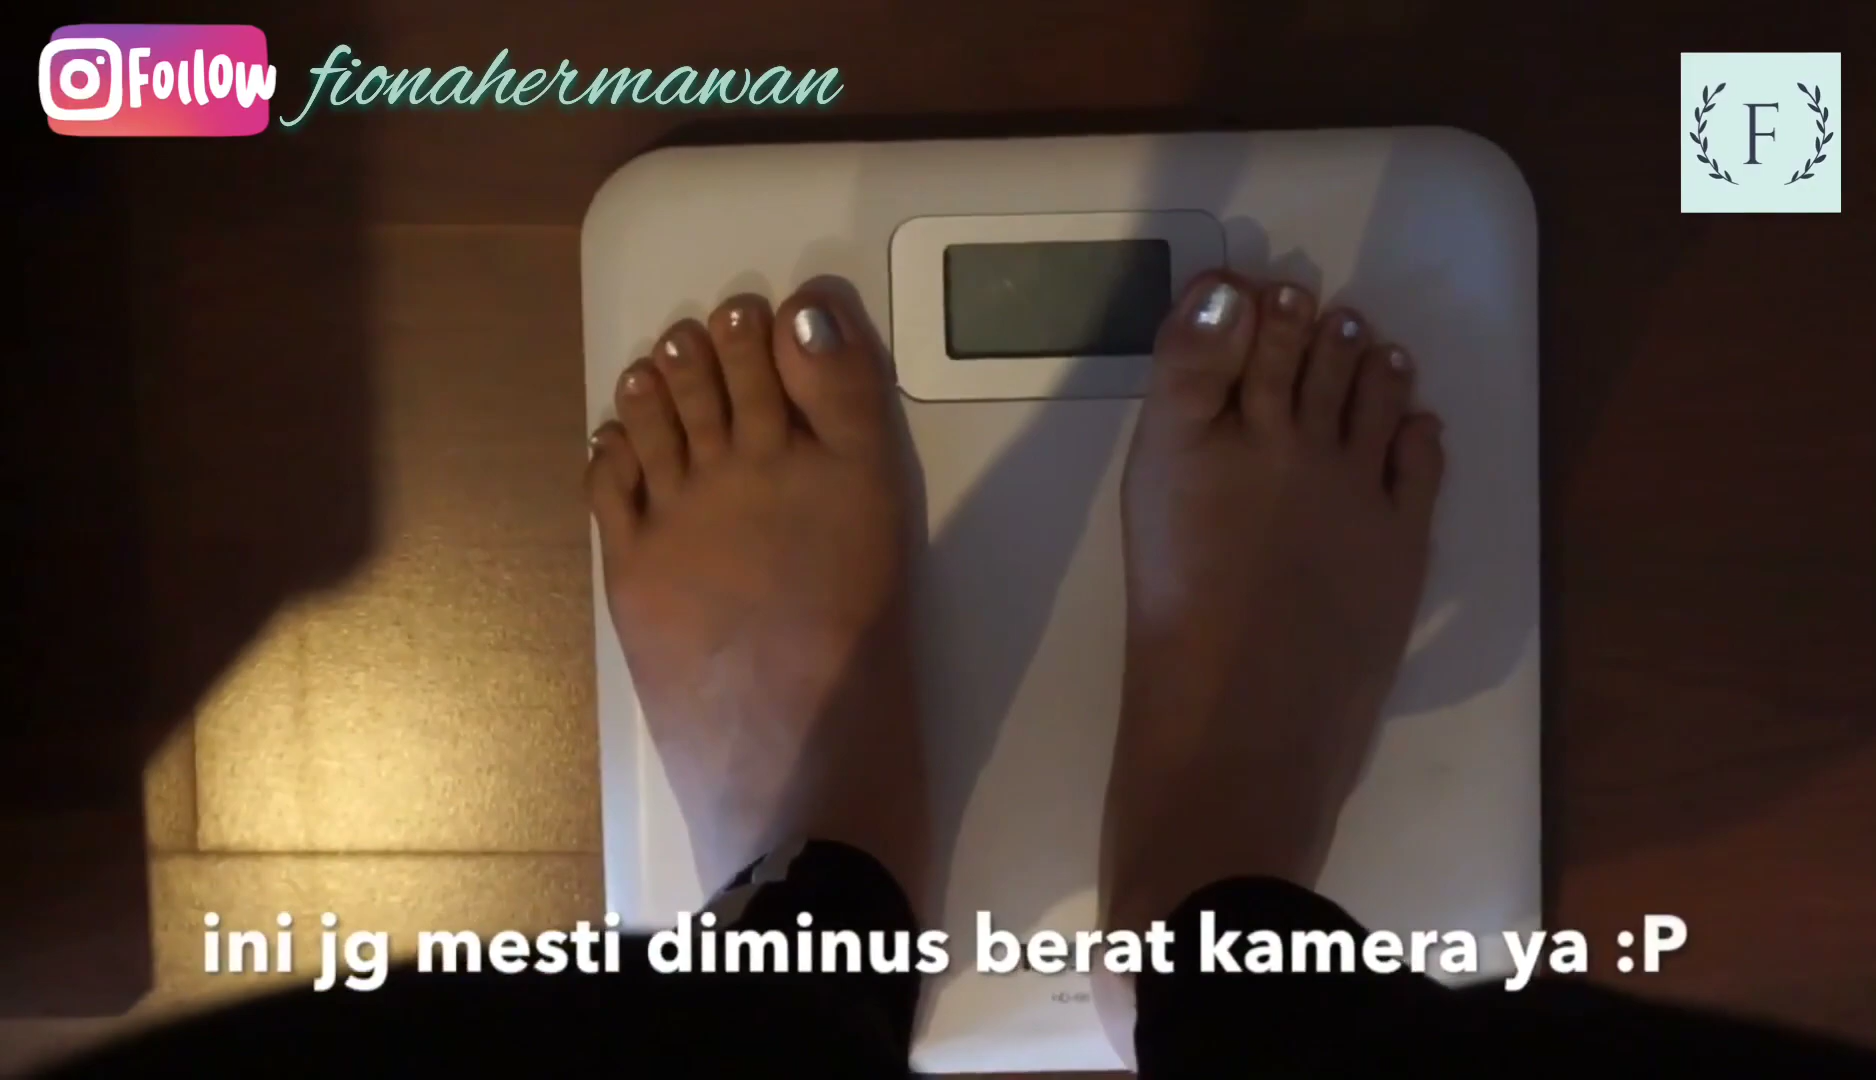 Follow fionahermawan
F
ini jg mesti diminus berat kamera ya :P